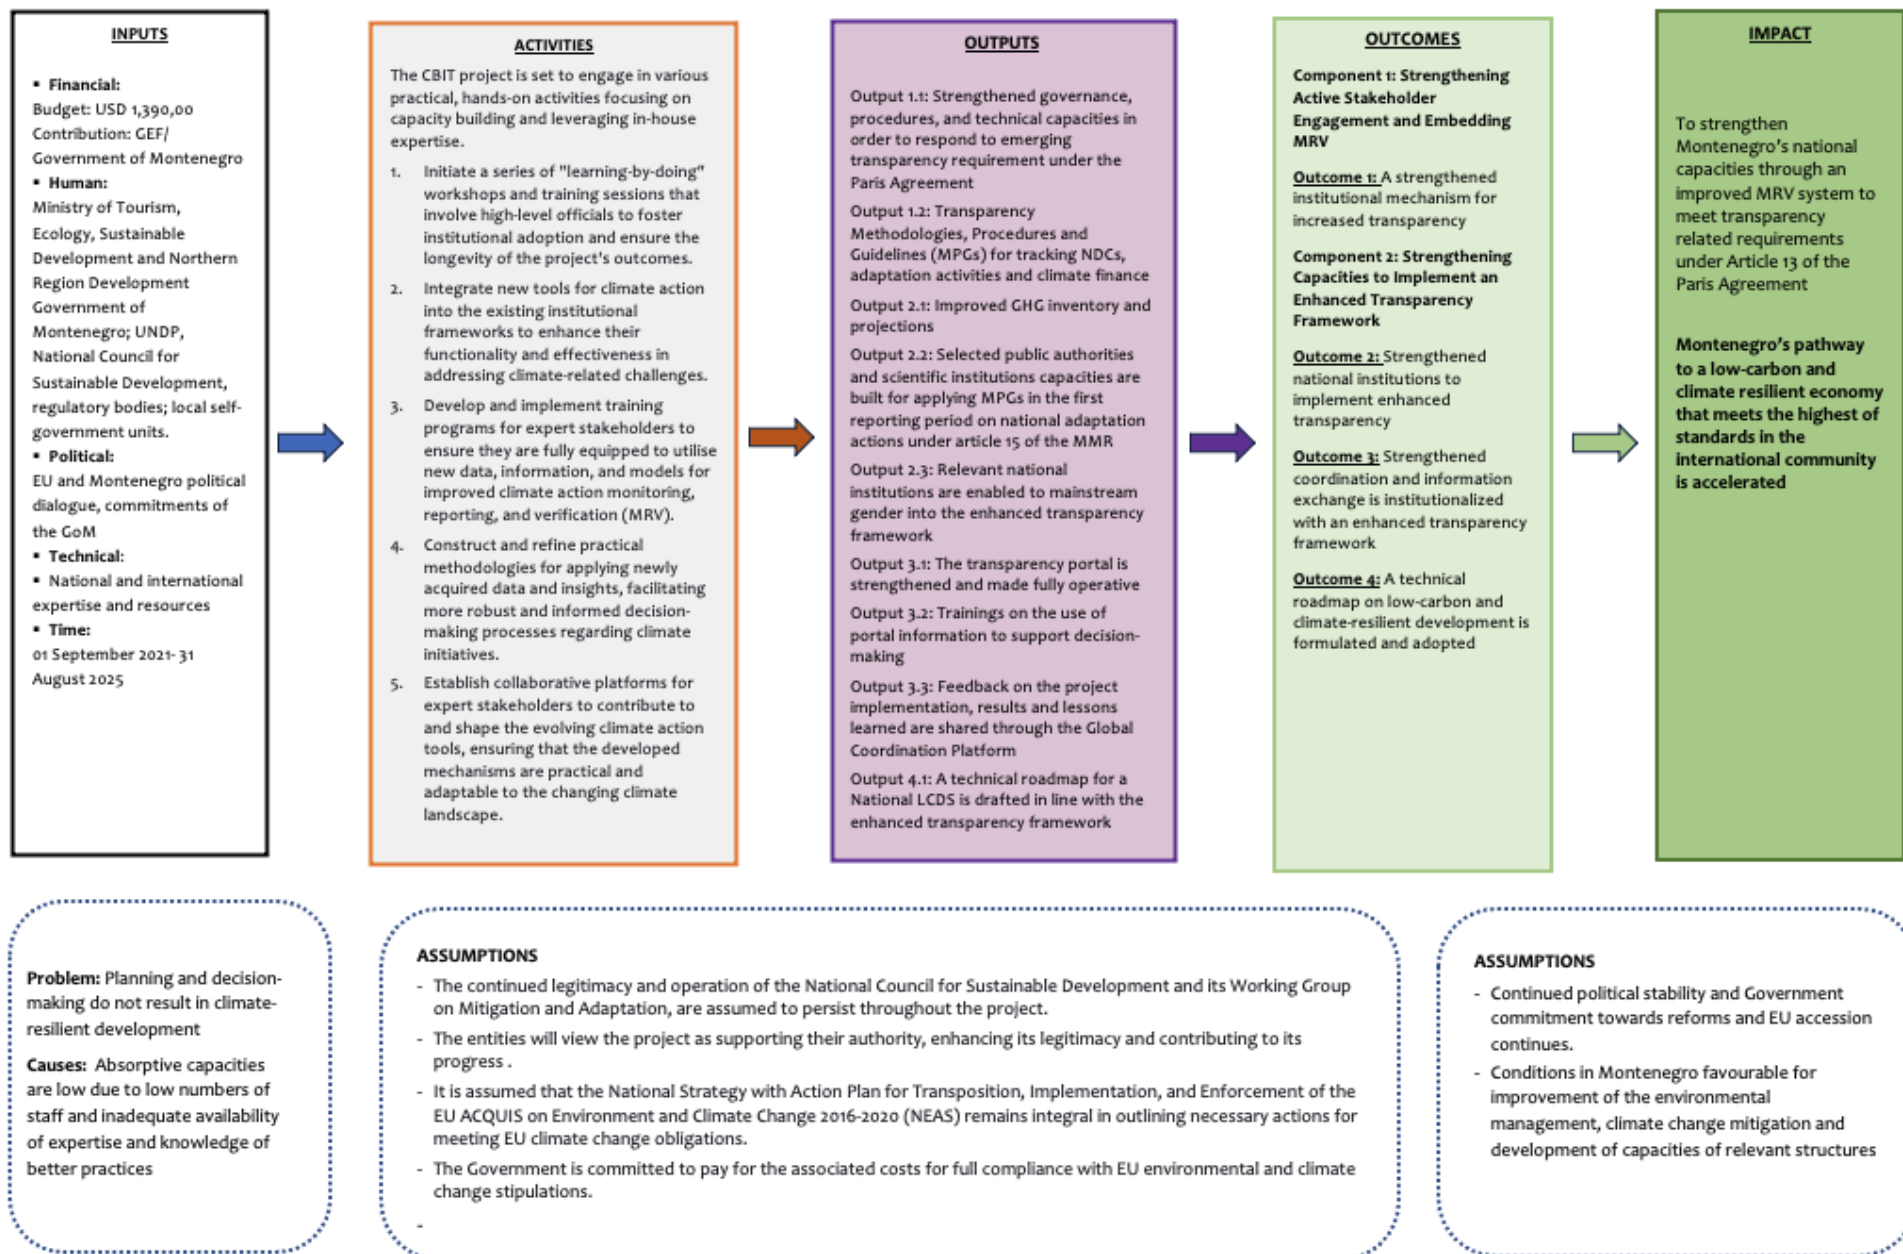 INPUTS
▪ Financial:
Budget: USD 1,390,00
Contribution: GEF/
Government of Montenegro
▪ Human:
Ministry of Tourism,
Ecology, Sustainable
Development and Northern
Region Development
Government of
Montenegro; UNDP,
National Council for
Sustainable Development,
regulatory bodies; local self-
government units.
▪ Political:
EU and Montenegro political
dialogue, commitments of
the GoM
▪ Technical:
▪ National and international
expertise and resources
▪ Time:
01 September 2021- 31
August 2025
ACTIVITIES
The CBIT project is set to engage in various
practical, hands-on activities focusing on
capacity building and leveraging in-house
expertise.
1. Initiate a series of "learning-by-doing"
workshops and training sessions that
involve high-level officials to foster
institutional adoption and ensure the
longevity of the project's outcomes.
2. Integrate new tools for climate action
into the existing institutional
frameworks to enhance their
functionality and effectiveness in
addressing climate-related challenges.
3. Develop and implement training
programs for expert stakeholders to
ensure they are fully equipped to utilise
new data, information, and models for
improved climate action monitoring,
reporting, and verification (MRV).
4. Construct and refine practical
methodologies for applying newly
acquired data and insights, facilitating
more robust and informed decision-
making processes regarding climate
initiatives.
5. Establish collaborative platforms for
expert stakeholders to contribute to
and shape the evolving climate action
tools, ensuring that the developed
mechanisms are practical and
adaptable to the changing climate
landscape.
OUTPUTS
Output 1.1: Strengthened governance,
procedures, and technical capacities in
order to respond to emerging
transparency requirement under the
Paris Agreement
Output 1.2: Transparency
Methodologies, Procedures and
Guidelines (MPGs) for tracking NDCs,
adaptation activities and climate finance
Output 2.1: Improved GHG inventory and
projections
Output 2.2: Selected public authorities
and scientific institutions capacities are
built for applying MPGs in the first
reporting period on national adaptation
actions under article 15 of the MMR
Output 2.3: Relevant national
institutions are enabled to mainstream
gender into the enhanced transparency
framework
Output 3.1: The transparency portal is
strengthened and made fully operative
Output 3.2: Trainings on the use of
portal information to support decision-
making
Output 3.3: Feedback on the project
implementation, results and lessons
learned are shared through the Global
Coordination Platform
Output 4.1: A technical roadmap for a
National LCDS is drafted in line with the
enhanced transparency framework
OUTCOMES
Component 1: Strengthening
Active Stakeholder
Engagement and Embedding
MRV
Outcome 1: A strengthened
institutional mechanism for
increased transparency
Component 2: Strengthening
Capacities to Implement an
Enhanced Transparency
Framework
Outcome 2: Strengthened
national institutions to
implement enhanced
transparency
Outcome 3: Strengthened
coordination and information
exchange is institutionalized
with an enhanced transparency
framework
Outcome 4: A technical
roadmap on low-carbon and
climate-resilient development is
formulated and adopted
IMPACT
To strengthen
Montenegro's national
capacities through an
improved MRV system to
meet transparency
related requirements
under Article 13 of the
Paris Agreement
Montenegro's pathway
to a low-carbon and
climate resilient economy
that meets the highest of
standards in the
international community
is accelerated
Problem: Planning and decision-
making do not result in climate-
resilient development
Causes: Absorptive capacities
are low due to low numbers of
staff and inadequate availability
of expertise and knowledge of
better practices
ASSUMPTIONS
- The continued legitimacy and operation of the National Council for Sustainable Development and its Working Group
on Mitigation and Adaptation, are assumed to persist throughout the project.
- The entities will view the project as supporting their authority, enhancing its legitimacy and contributing to its
progress .
- It is assumed that the National Strategy with Action Plan for Transposition, Implementation, and Enforcement of the
EU ACQUIS on Environment and Climate Change 2016-2020 (NEAS) remains integral in outlining necessary actions for
meeting EU climate change obligations.
- The Government is committed to pay for the associated costs for full compliance with EU environmental and climate
change stipulations.
-
ASSUMPTIONS
- Continued political stability and Government
commitment towards reforms and EU accession
continues.
- Conditions in Montenegro favourable for
improvement of the environmental
management, climate change mitigation and
development of capacities of relevant structures